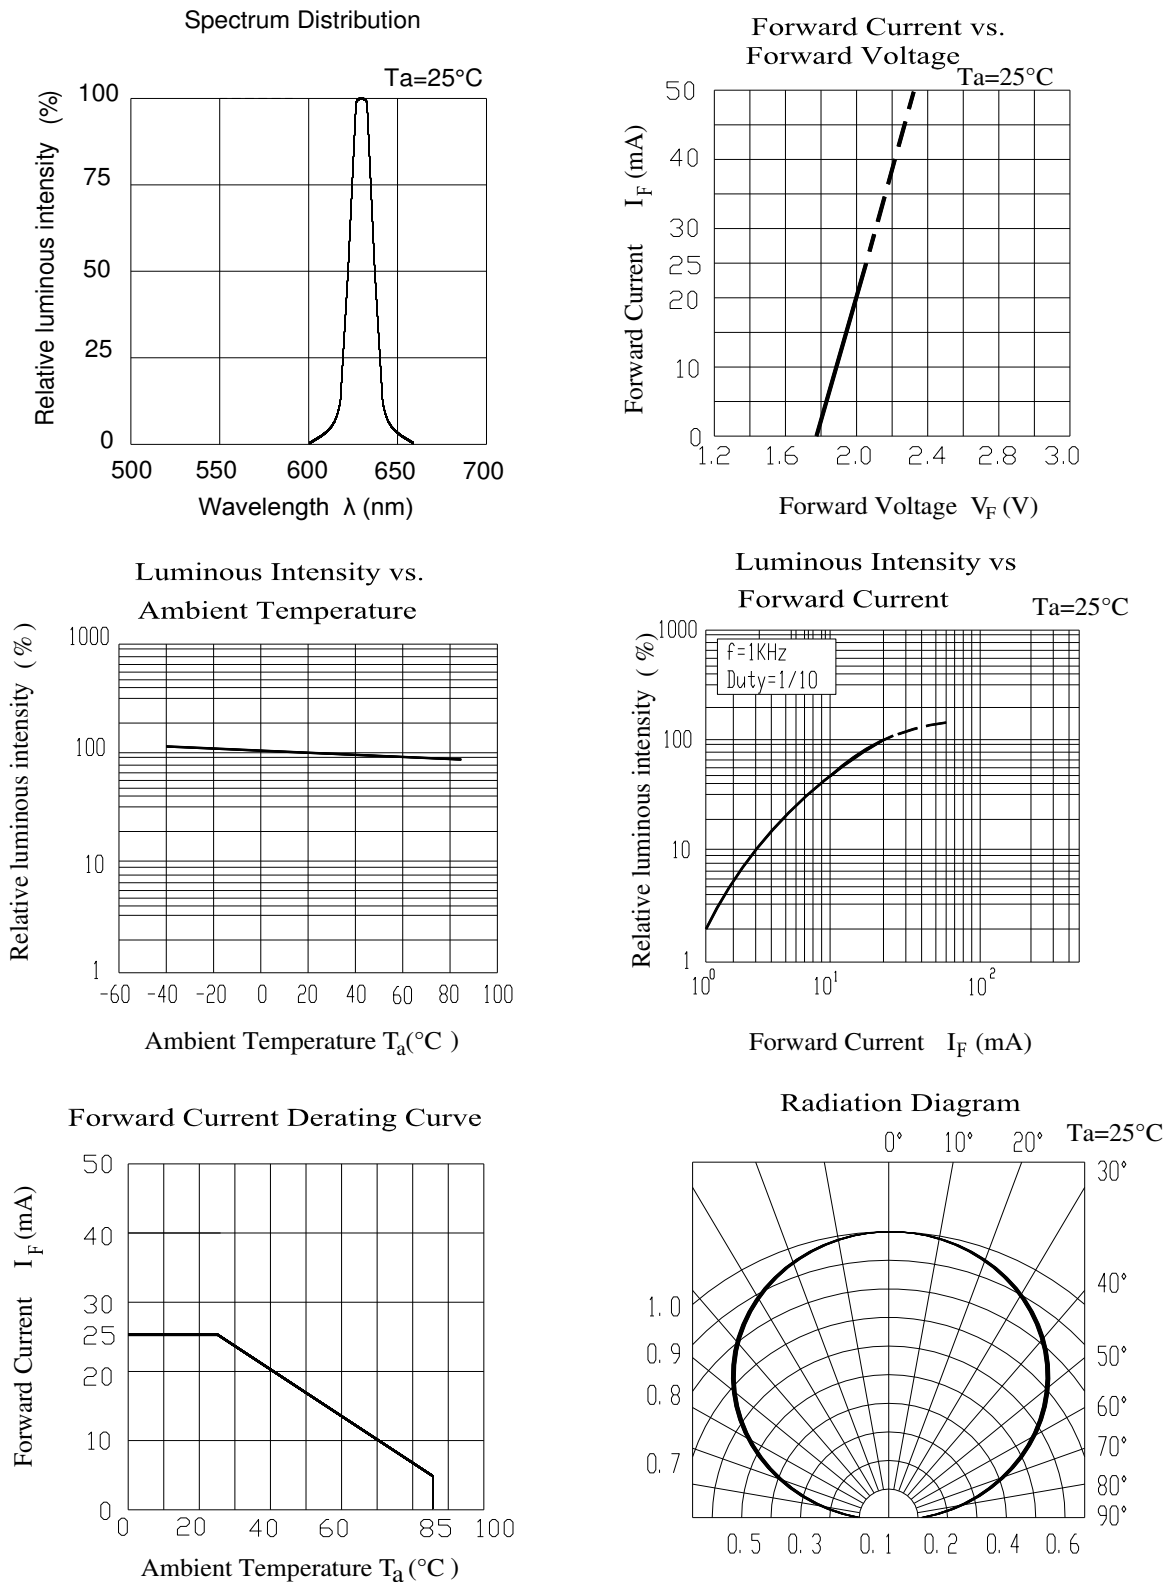 Spectrum Distribution
Ta=25°C
Relative luminous intensity (%)
100
75
50
25
0
500 550 600 650 700
Wavelength λ (nm)
Forward Current vs.
Forward Voltage
Ta=25°C
Forward Current I_F (mA)
50
40
30
25
20
10
0
1.2 1.6 2.0 2.4 2.8 3.0
Forward Voltage V_F (V)
Luminous Intensity vs.
Ambient Temperature
Relative luminous intensity (%)
1000
100
10
1
-60 -40 -20 0 20 40 60 80 100
Ambient Temperature T_a(°C )
Luminous Intensity vs
Forward Current
Ta=25°C
Relative luminous intensity (%)
1000
f=1KHz
Duty=1/10
100
10
1
10⁰ 10¹ 10²
Forward Current I_F (mA)
Forward Current Derating Curve
Forward Current I_F (mA)
50
40
30
25
20
10
0
0 20 40 60 85 100
Ambient Temperature T_a (°C)
Radiation Diagram
Ta=25°C
0° 10° 20°
30°
40°
50°
60°
70°
80°
90°
1.0
0.9
0.8
0.7
0.5 0.3 0.1 0.2 0.4 0.6